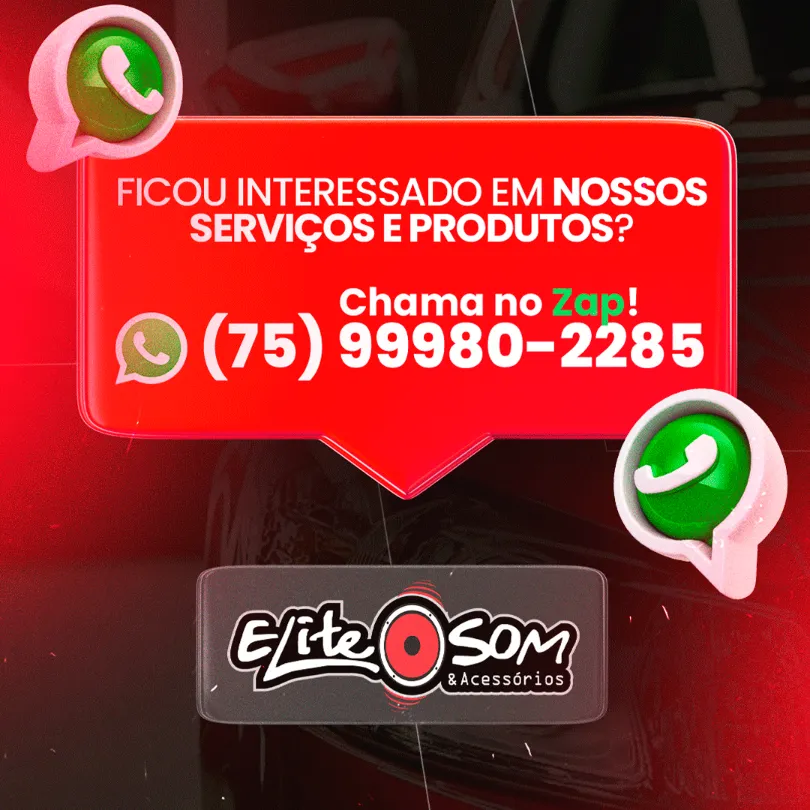 FICOU INTERESSADO EM NOSSOS
SERVIÇOS E PRODUTOS?
Chama no Zap!
(75) 99980-2285
ELite SOM
& Acessórios